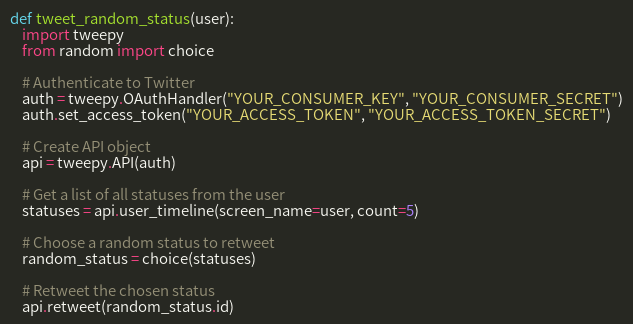 def tweet_random_status(user):
    import tweepy
    from random import choice

    # Authenticate to Twitter
    auth = tweepy.OAuthHandler("YOUR_CONSUMER_KEY", "YOUR_CONSUMER_SECRET")
    auth.set_access_token("YOUR_ACCESS_TOKEN", "YOUR_ACCESS_TOKEN_SECRET")

    # Create API object
    api = tweepy.API(auth)

    # Get a list of all statuses from the user
    statuses = api.user_timeline(screen_name=user, count=5)

    # Choose a random status to retweet
    random_status = choice(statuses)

    # Retweet the chosen status
    api.retweet(random_status.id)